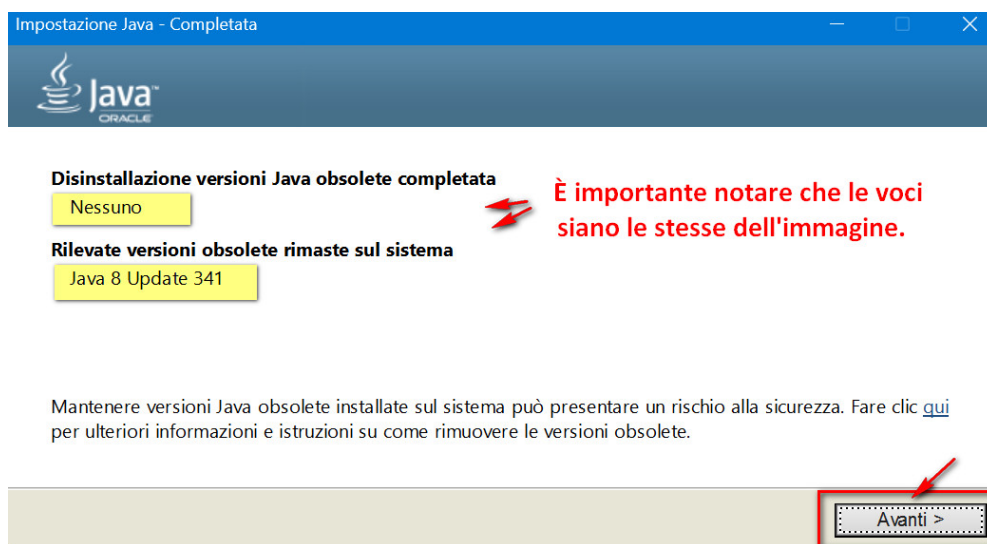 Impostazione Java - Completata
Java™
ORACLE
Disinstallazione versioni Java obsolete completata
Nessuno
È importante notare che le voci
siano le stesse dell'immagine.
Rilevate versioni obsolete rimaste sul sistema
Java 8 Update 341
Mantenere versioni Java obsolete installate sul sistema può presentare un rischio alla sicurezza. Fare clic qui
per ulteriori informazioni e istruzioni su come rimuovere le versioni obsolete.
Avanti >